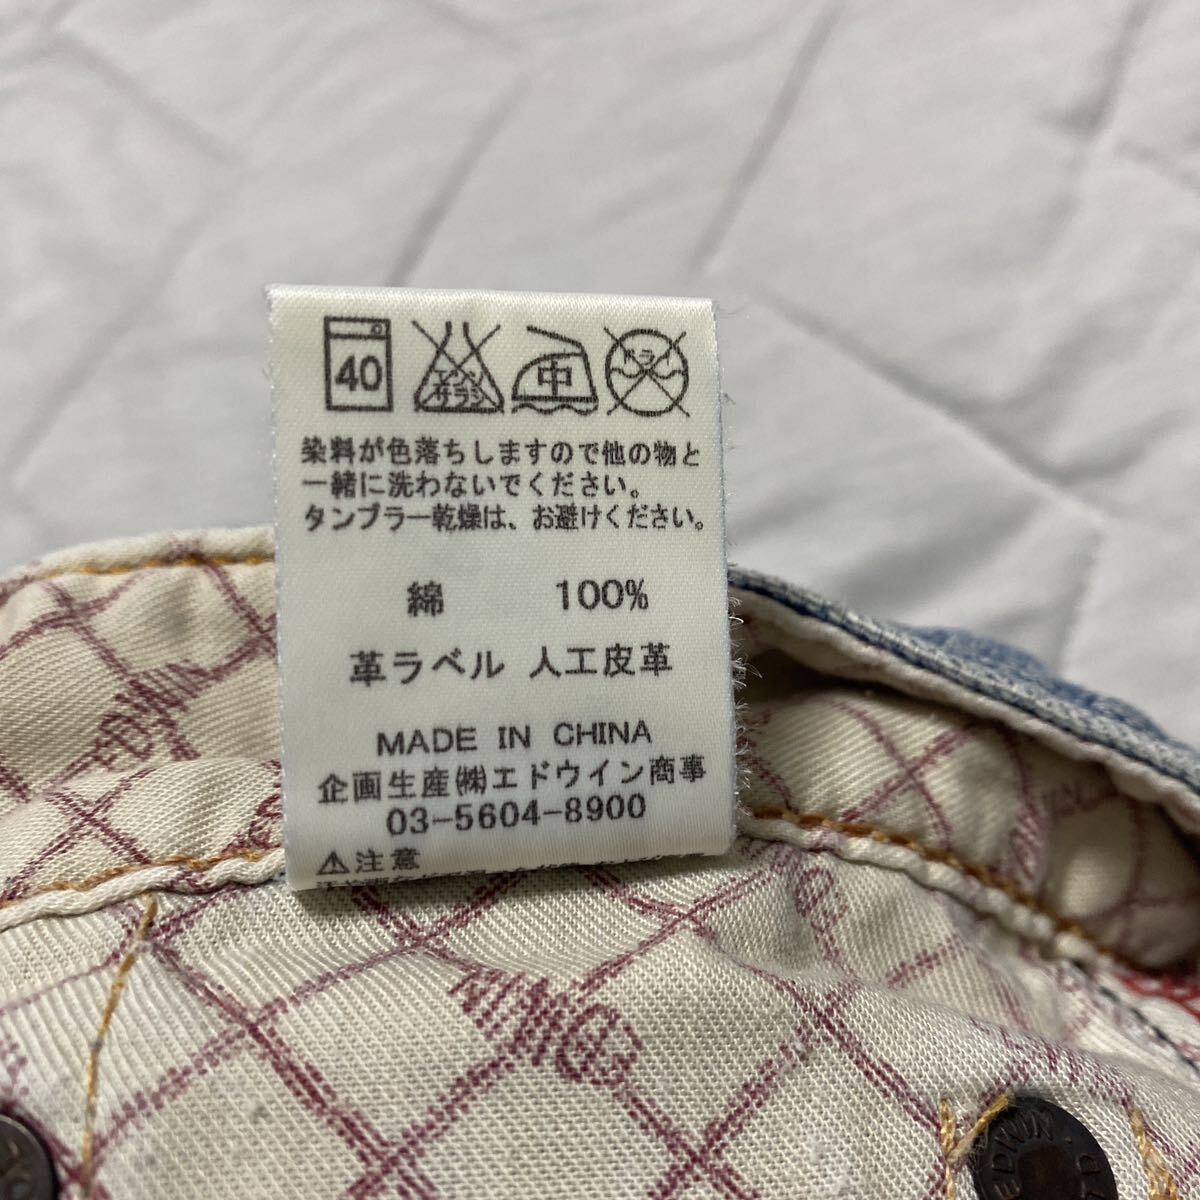 40 エンソサラシ 中 ドライ
染料が色落ちしますので他の物と
一緒に洗わないでください。
タンブラー乾燥は、お避けください。
綿 100%
革ラベル 人工皮革
MADE IN CHINA
企画生産㈱エドウイン商事
03-5604-8900
⚠注意
EDWIN
EDWIN